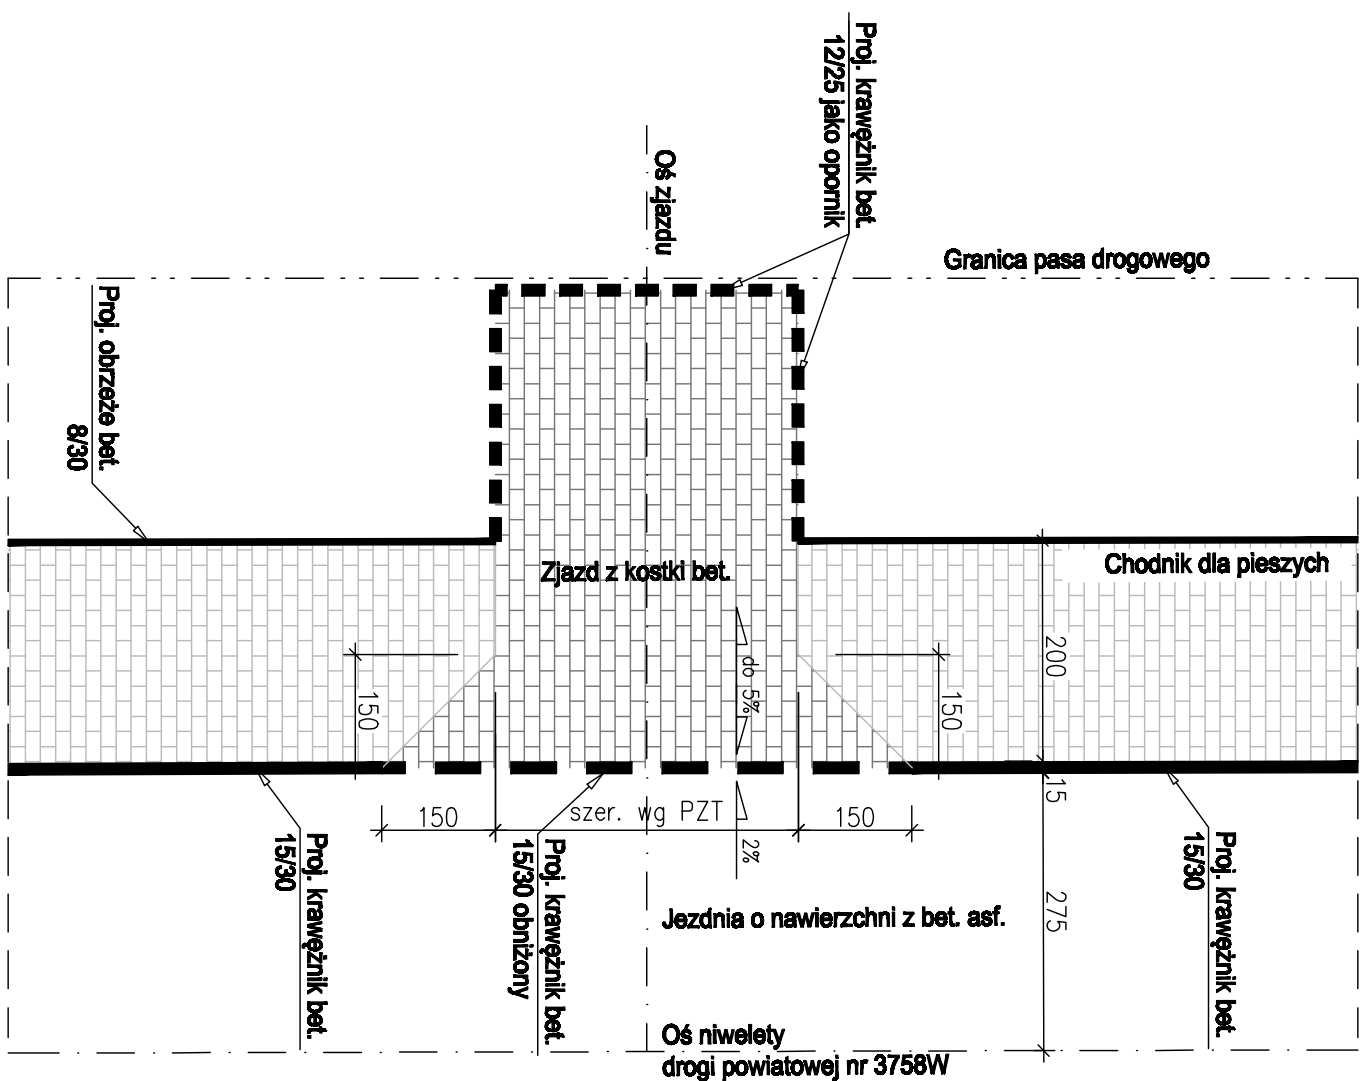 Proj. krawężnik bet.
12/25 jako opornik
Oś zjazdu
Granica pasa drogowego
Proj. obrzeże bet.
8/30
Zjazd z kostki bet.
Chodnik dla pieszych
200
do 5%
150
150
15
150
szer. wg PZT
150
2%
Proj. krawężnik bet.
15/30
Proj. krawężnik bet.
15/30 obniżony
Proj. krawężnik bet.
15/30
275
Jezdnia o nawierzchni z bet. asf.
Oś niwelety
drogi powiatowej nr 3758W